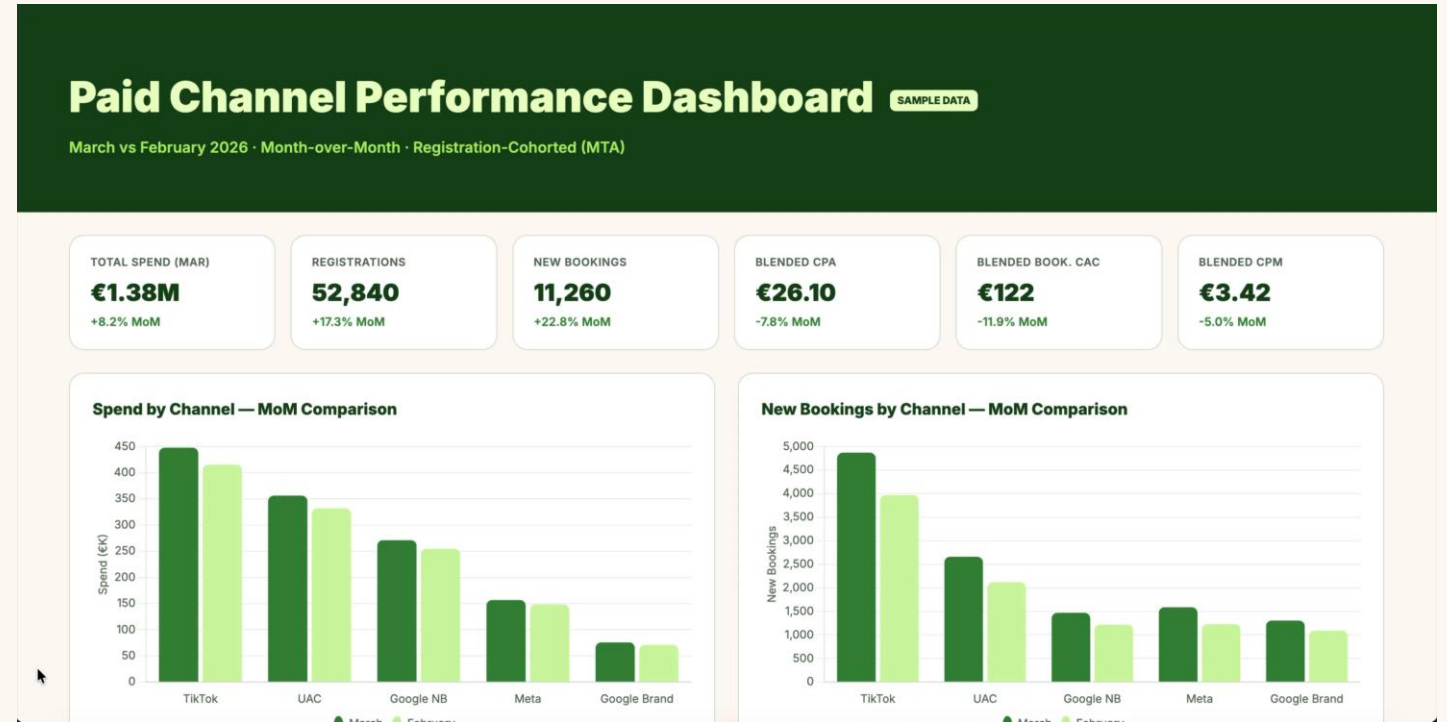 Paid Channel Performance Dashboard SAMPLE DATA
March vs February 2026 · Month-over-Month · Registration-Cohorted (MTA)
TOTAL SPEND (MAR)
€1.38M
+8.2% MoM
REGISTRATIONS
52,840
+17.3% MoM
NEW BOOKINGS
11,260
+22.8% MoM
BLENDED CPA
€26.10
-7.8% MoM
BLENDED BOOK. CAC
€122
-11.9% MoM
BLENDED CPM
€3.42
-5.0% MoM
Spend by Channel — MoM Comparison
Spend (€K)
450
400
350
300
250
200
150
100
50
0
TikTok
UAC
Google NB
Meta
Google Brand
March
February
New Bookings by Channel — MoM Comparison
New Bookings
5,000
4,500
4,000
3,500
3,000
2,500
2,000
1,500
1,000
500
0
TikTok
UAC
Google NB
Meta
Google Brand
March
February